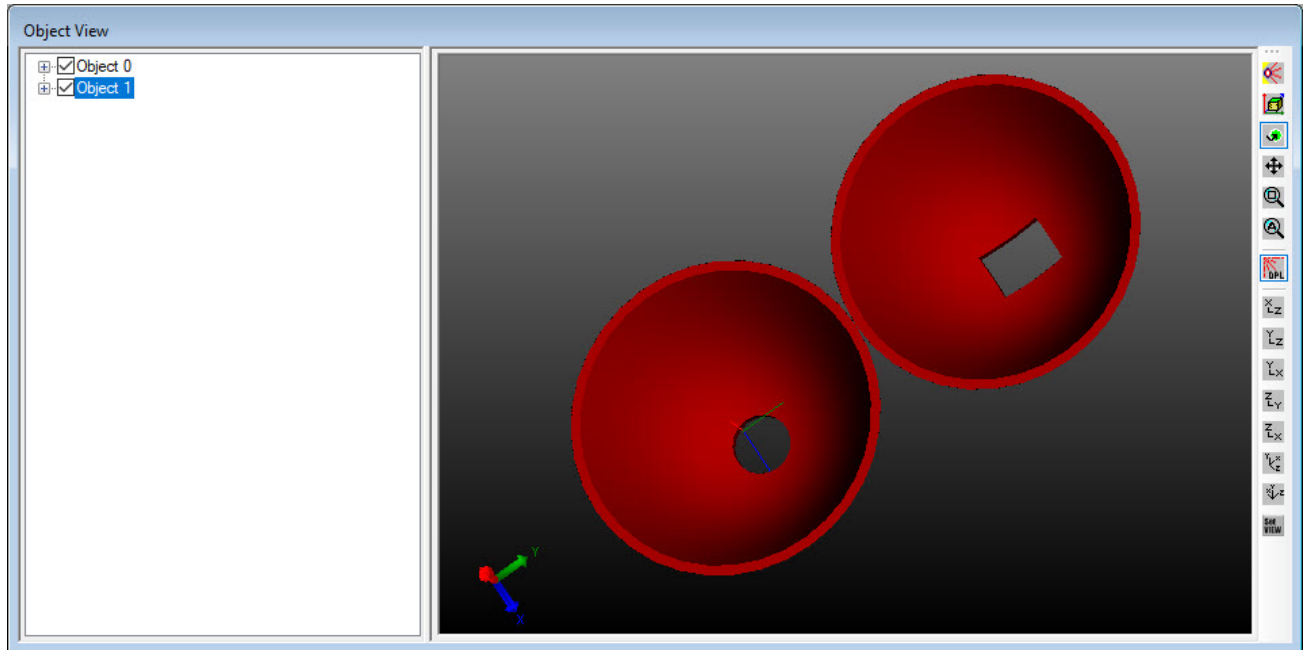 Object View
Object 0
Object 1
DPL
X Z
Y Z
Y X
Z Y
Z X
Y X Z
Y X Z
Set
VIEW
Y
X